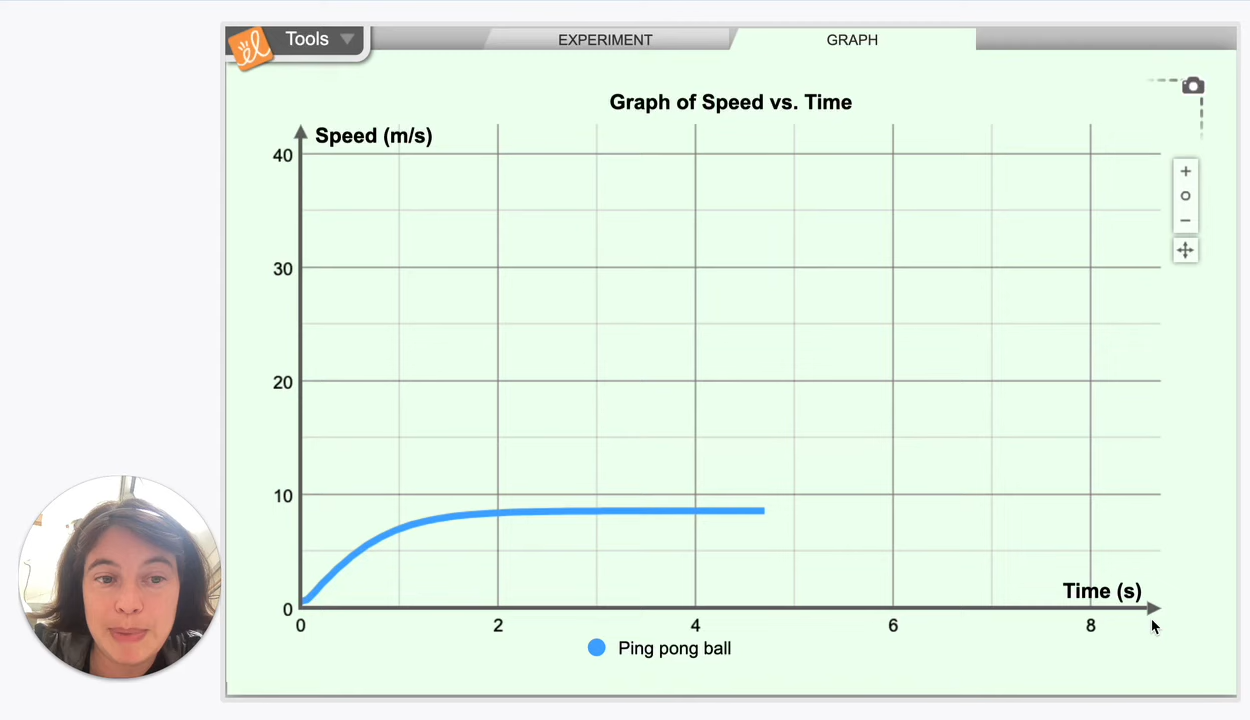 Tools
EXPERIMENT
GRAPH
Graph of Speed vs. Time
Speed (m/s)
40
30
20
10
0
Time (s)
0 2 4 6 8
Ping pong ball